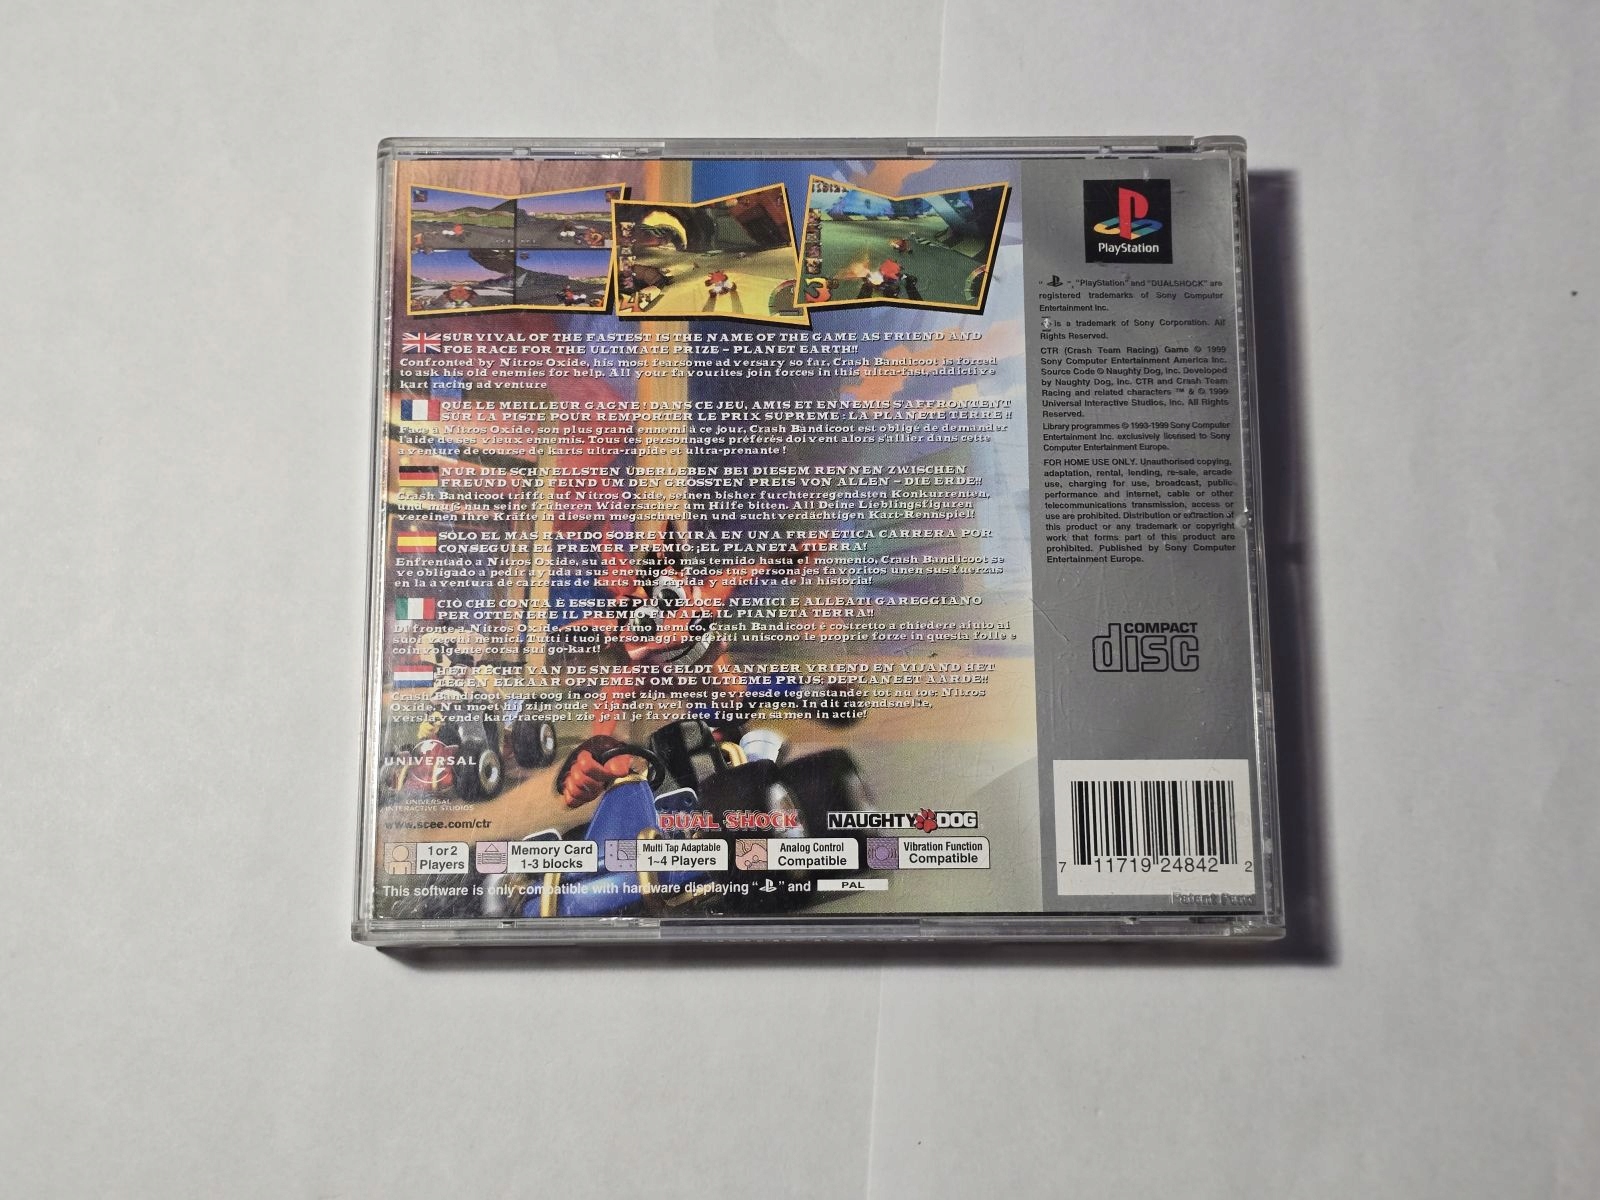 SURVIVAL OF THE FASTEST IS THE NAME OF THE GAME AS FRIEND AND
FOE RACE FOR THE ULTIMATE PRIZE – PLANET EARTH!!
Confronted by Nitros Oxide, his most fearsome adversary so far, Crash Bandicoot is forced
to ask his old enemies for help. All your favourites join forces in this ultra-fast, addictive
kart racing adventure
QUE LE MEILLEUR GAGNE ! DANS CE JEU, AMIS ET ENNEMIS S'AFFRONTENT
SUR LA PISTE POUR REMPORTER LE PRIX SUPREME : LA PLANETE TERRE !!
Face à Nitros Oxide, son plus grand ennemi à ce jour, Crash Bandicoot est obligé de demander
l'aide de ses vieux ennemis. Tous tes personnages préférés doivent alors s'allier dans cette
aventure de course de karts ultra-rapide et ultra-prenante !
NUR DIE SCHNELLSTEN ÜBERLEBEN BEI DIESEM RENNEN ZWISCHEN
FREUND UND FEIND UM DEN GRÖSSTEN PREIS VON ALLEN – DIE ERDE!!
Crash Bandicoot trifft auf Nitros Oxide, seinen bisher furchterregendsten Konkurrenten,
und muß nun seine früheren Widersacher um Hilfe bitten. All Deine Lieblingsfiguren
vereinen ihre Kräfte in diesem megaschnellen und suchtverdächtigen Kart-Rennspiel!
SÓLO EL MÁS RÁPIDO SOBREVIVIRÁ EN UNA FRENÉTICA CARRERA POR
CONSEGUIR EL PREMER PREMIO: ¡EL PLANETA TIERRA!
Enfrentado a Nitros Oxide, su adversario más temido hasta el momento, Crash Bandicoot se
ve obligado a pedir ayuda a sus enemigos. ¡Todos tus personajes favoritos unen sus fuerzas
en la aventura de carreras de karts más rápida y adictiva de la historia!
CIÒ CHE CONTA È ESSERE PIÙ VELOCE. NEMICI E ALLEATI GAREGGIANO
PER OTTENERE IL PREMIO FINALE: IL PIANETA TERRA!!
Di fronte a Nitros Oxide, suo acerrimo nemico, Crash Bandicoot è costretto a chiedere aiuto ai
suoi vecchi nemici. Tutti i tuoi personaggi preferiti uniscono le proprie forze in questa folle e
coinvolgente corsa sui go-kart!
HET RECHT VAN DE SNELSTE GELDT WANNEER VRIEND EN VIJAND HET
TEGEN ELKAAR OPNEMEN OM DE ULTIEME PRIJS: DE PLANEET AARDE!!
Crash Bandicoot staat oog in oog met zijn meest gevreesde tegenstander tot nu toe: Nitros
Oxide. Nu moet hij zijn oude vijanden wel om hulp vragen. In dit razendsnelle,
verslavende kart-racespel zie je al je favoriete figuren samen in actie!
UNIVERSAL
UNIVERSAL
INTERACTIVE STUDIOS
www.scee.com/ctr
DUAL SHOCK
NAUGHTY DOG
1 or 2
Players
Memory Card
1-3 blocks
Multi Tap Adaptable
1~4 Players
Analog Control
Compatible
Vibration Function
Compatible
This software is only compatible with hardware displaying " " and PAL
PlayStation
" ", "PlayStation" and "DUALSHOCK" are
registered trademarks of Sony Computer
Entertainment Inc.
is a trademark of Sony Corporation. All
Rights Reserved.
CTR (Crash Team Racing) Game © 1999
Sony Computer Entertainment America Inc.
Source Code © Naughty Dog, Inc. Developed
by Naughty Dog, Inc. CTR and Crash Team
Racing and related characters ™ & © 1999
Universal Interactive Studios, Inc. All Rights
Reserved.
Library programmes © 1993-1999 Sony Computer
Entertainment Inc. exclusively licensed to Sony
Computer Entertainment Europe.
FOR HOME USE ONLY. Unauthorised copying,
adaptation, rental, lending, re-sale, arcade
use, charging for use, broadcast, public
performance and internet, cable or other
telecommunications transmission, access or
use are prohibited. Distribution or extraction of
this product or any trademark or copyright
work that forms part of this product are
prohibited. Published by Sony Computer
Entertainment Europe.
COMPACT
disc
7 11719 24842 2